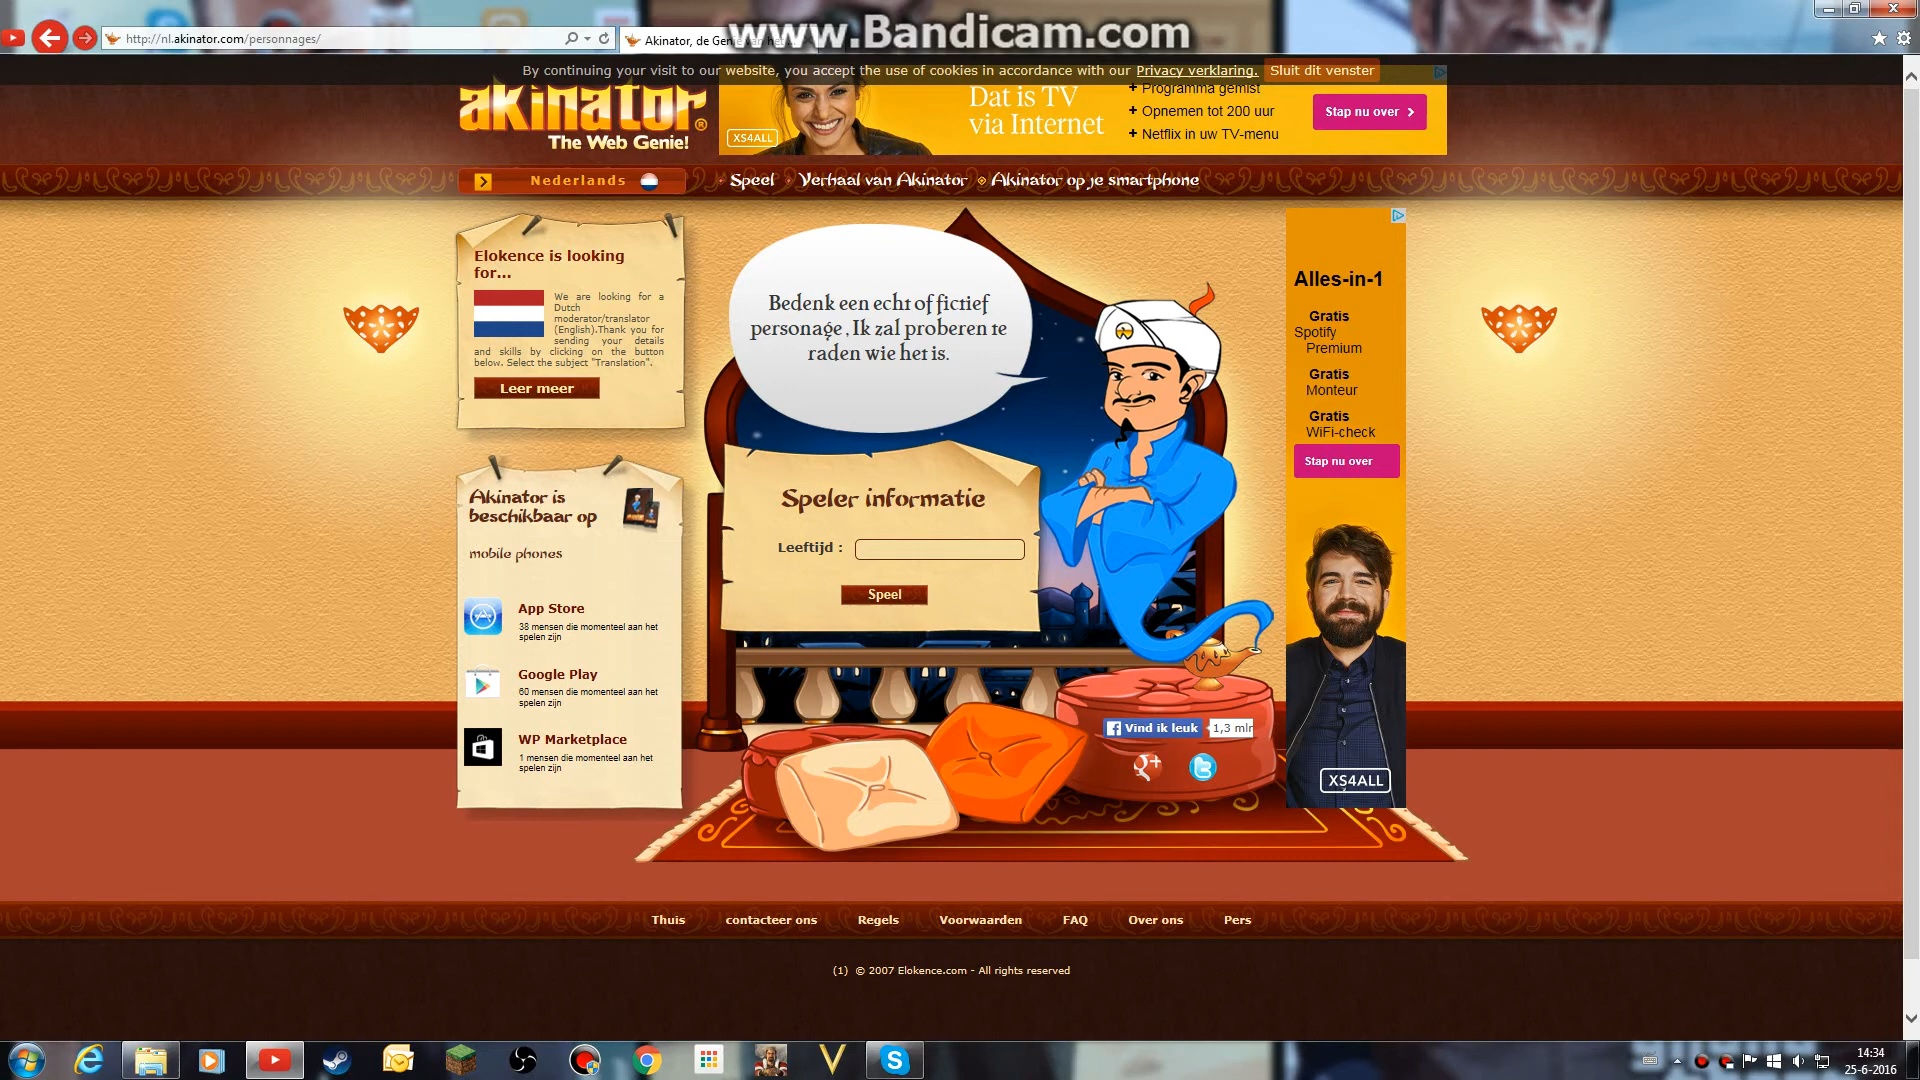 www.Bandicam.com
http://nl.akinator.com/personnages/
By continuing your visit to our website, you accept the use of cookies in accordance with our Privacy verklaring. Sluit dit venster
akinator®
The Web Genie!
XS4ALL
Dat is TV
via Internet
+ Programma gemist
+ Opnemen tot 200 uur
+ Netflix in uw TV-menu
Stap nu over
Nederlands
Speel
Verhaal van Akinator
Akinator op je smartphone
Elokence is looking
for...
We are looking for a
Dutch
moderator/translator
(English).Thank you for
sending your details
and skills by clicking on the button
below. Select the subject "Translation".
Leer meer
Akinator is
beschikbaar op
mobile phones
App Store
38 mensen die momenteel aan het
spelen zijn
Google Play
60 mensen die momenteel aan het
spelen zijn
WP Marketplace
1 mensen die momenteel aan het
spelen zijn
Bedenk een echt of fictief
personage , Ik zal proberen te
raden wie het is.
Speler informatie
Leeftijd :
Speel
Vind ik leuk
1,3 mln
Alles-in-1
Gratis
Spotify
Premium
Gratis
Monteur
Gratis
WiFi-check
Stap nu over
XS4ALL
Thuis
contacteer ons
Regels
Voorwaarden
FAQ
Over ons
Pers
(1) © 2007 Elokence.com - All rights reserved
14:34
25-6-2016